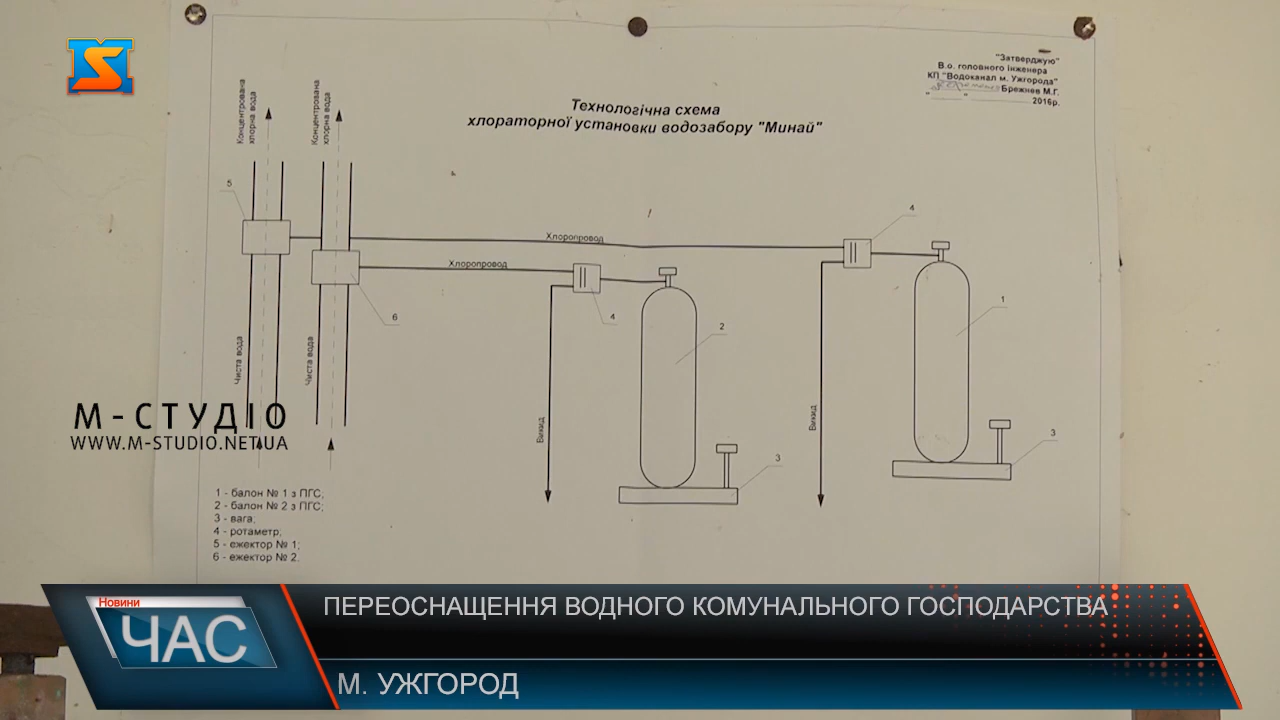 "Затверджую"
В.о. головного інженера
КП "Водоканал м. Ужгорода"
Брежнев М.Г.
"_____" __________ 2016р.
Технологічна схема
хлораторної установки водозабору "Минай"
Концентрована
хлорна вода
Концентрована
хлорна вода
5
4
Хлоропровод
Хлоропровод
1
4
6
2
Чиста вода
Чиста вода
М-СТУДІО
WWW.M-STUDIO.NET.UA
Викид
Викид
3
3
1 - балон № 1 з ПГС;
2 - балон № 2 з ПГС;
3 - вага;
4 - ротаметр;
5 - ежектор № 1;
6 - ежектор № 2.
Новини
ЧАС
ПЕРЕОСНАЩЕННЯ ВОДНОГО КОМУНАЛЬНОГО ГОСПОДАРСТВА
М. УЖГОРОД